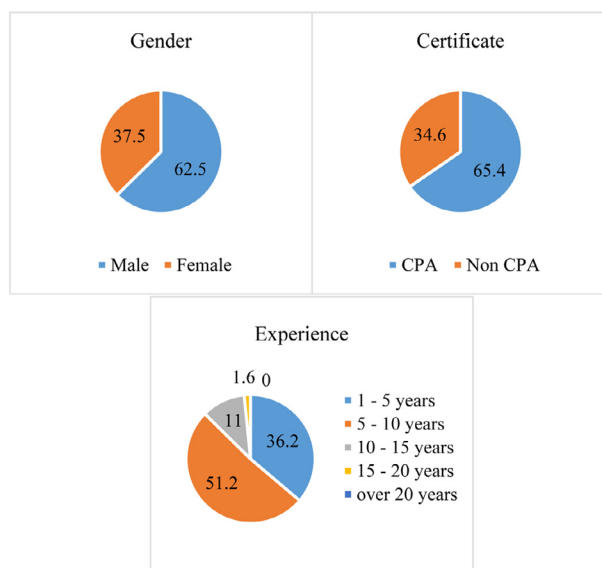 Gender
37.5
62.5
Male Female
Certificate
34.6
65.4
CPA Non CPA
Experience
1.6 0
11
36.2
51.2
1 - 5 years
5 - 10 years
10 - 15 years
15 - 20 years
over 20 years